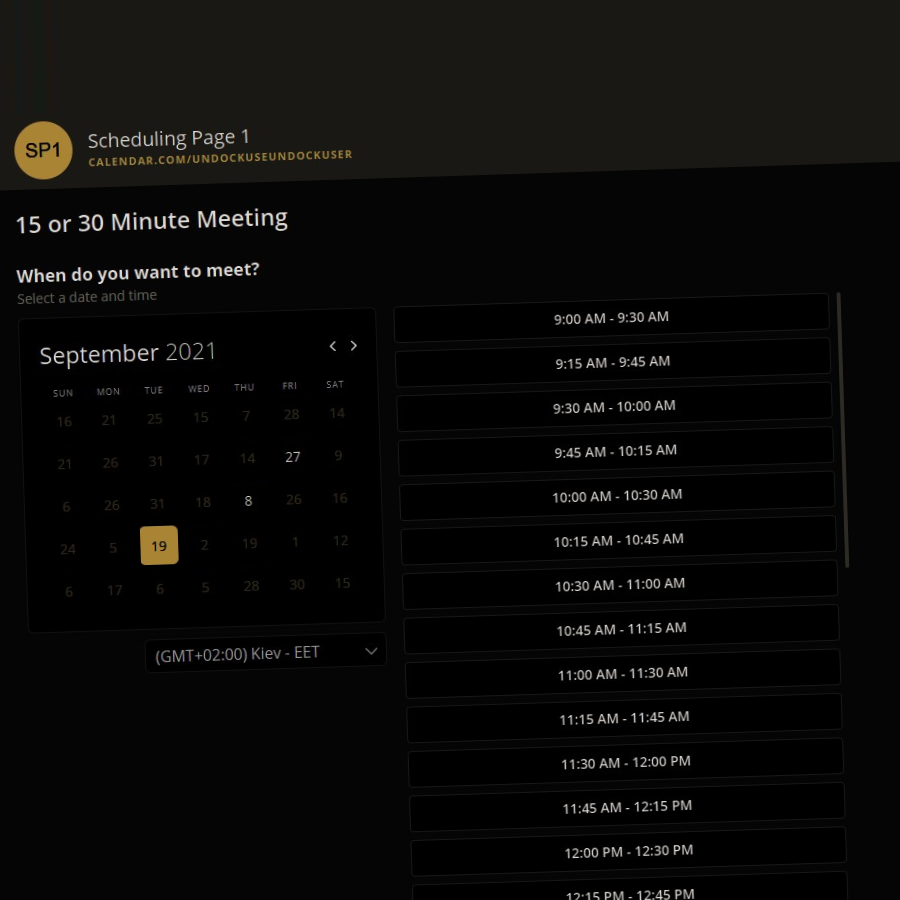 SP1
Scheduling Page 1
CALENDAR.COM/UNDOCKUSEUNDOCKUSER
15 or 30 Minute Meeting
When do you want to meet?
Select a date and time
September 2021
SUN MON TUE WED THU FRI SAT
16 21 25 15 7 28 14
21 26 31 17 14 27 9
6 26 31 18 8 26 16
24 5 19 2 19 1 12
6 17 6 5 28 30 15
(GMT+02:00) Kiev - EET
9:00 AM - 9:30 AM
9:15 AM - 9:45 AM
9:30 AM - 10:00 AM
9:45 AM - 10:15 AM
10:00 AM - 10:30 AM
10:15 AM - 10:45 AM
10:30 AM - 11:00 AM
10:45 AM - 11:15 AM
11:00 AM - 11:30 AM
11:15 AM - 11:45 AM
11:30 AM - 12:00 PM
11:45 AM - 12:15 PM
12:00 PM - 12:30 PM
12:15 PM - 12:45 PM